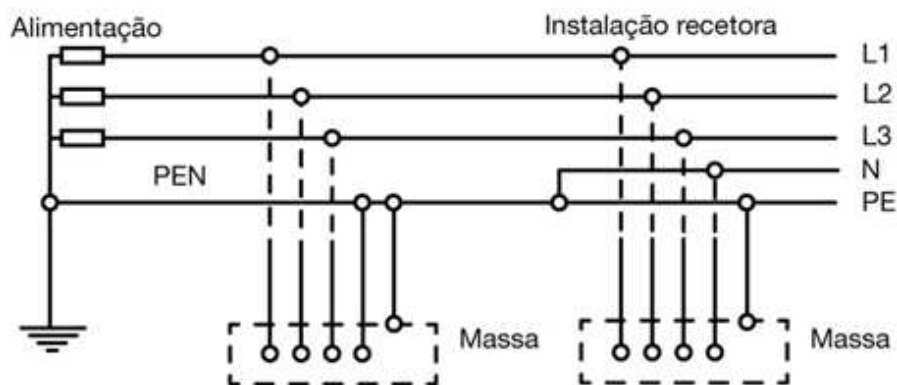 Alimentação
Instalação recetora
L1
L2
L3
N
PEN
PE
Massa
Massa